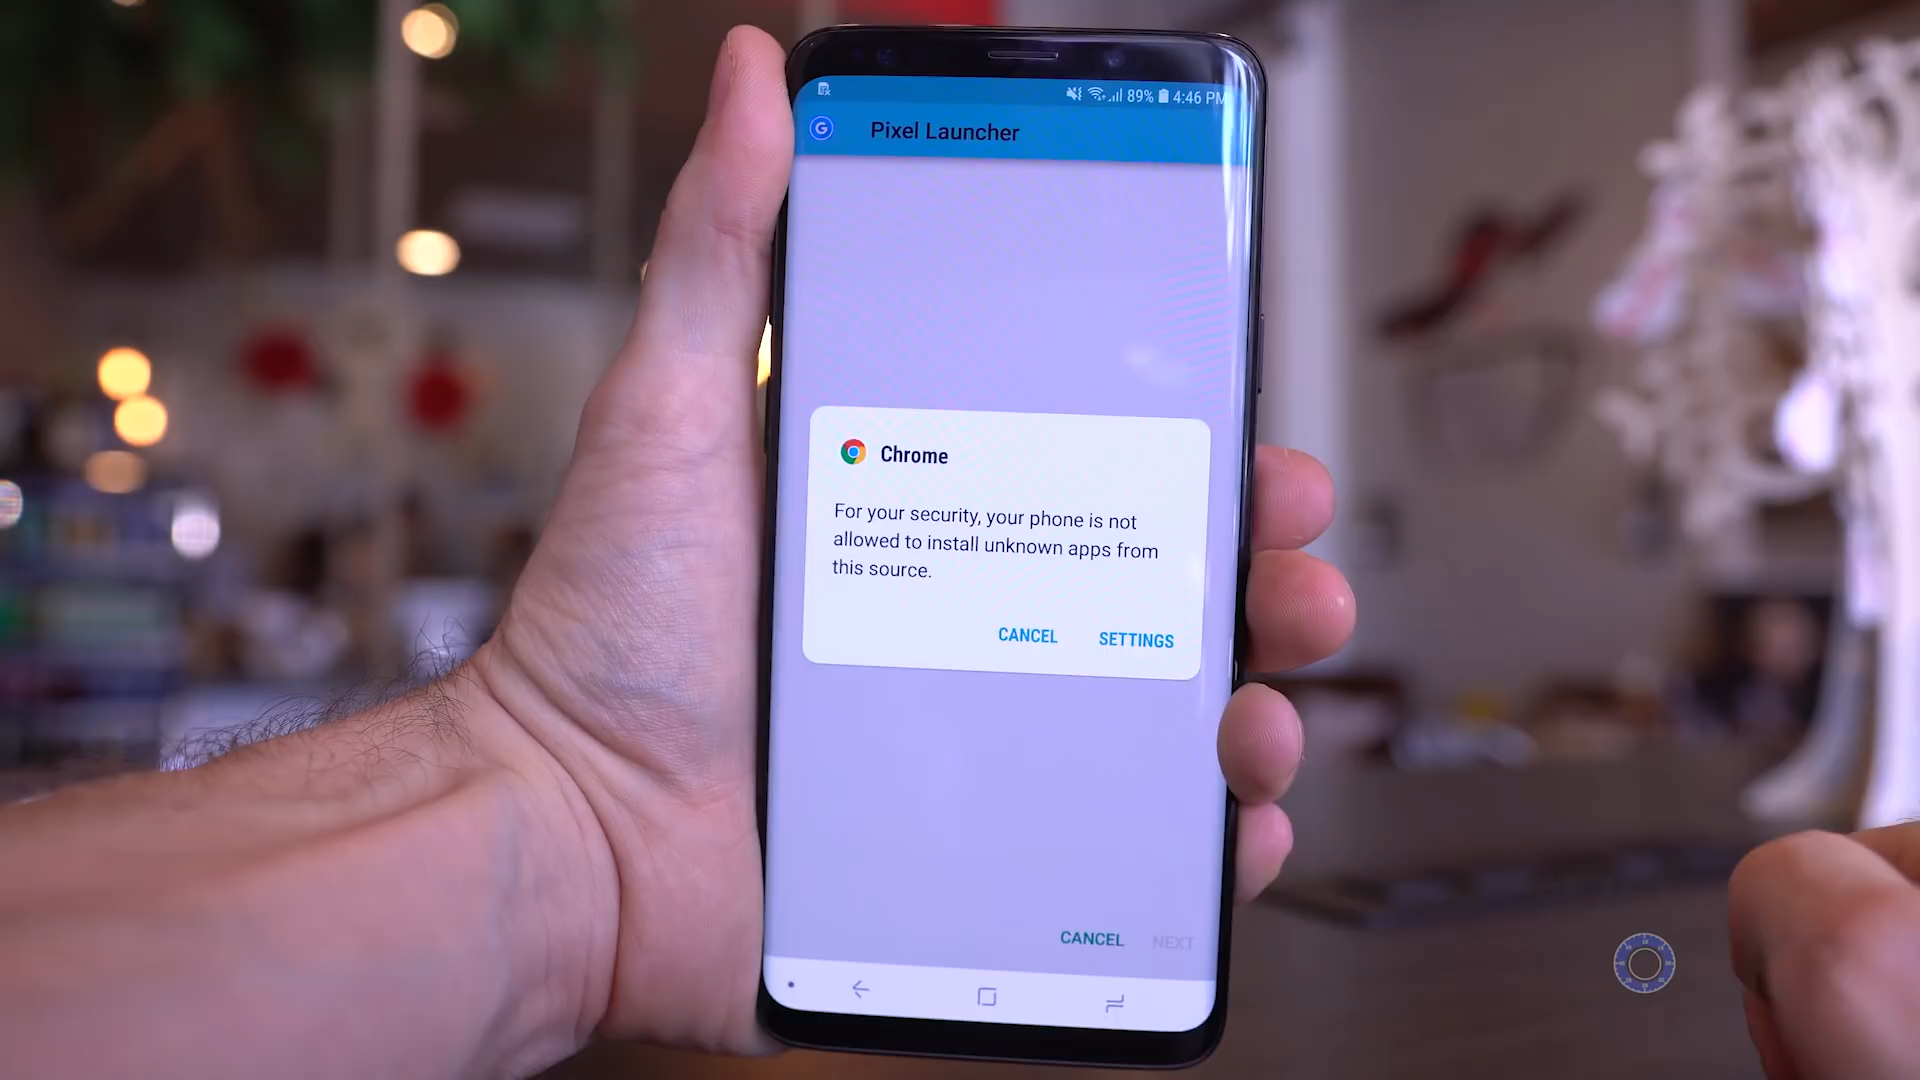 89% 4:46 PM
G Pixel Launcher
Chrome
For your security, your phone is not
allowed to install unknown apps from
this source.
CANCEL SETTINGS
CANCEL NEXT